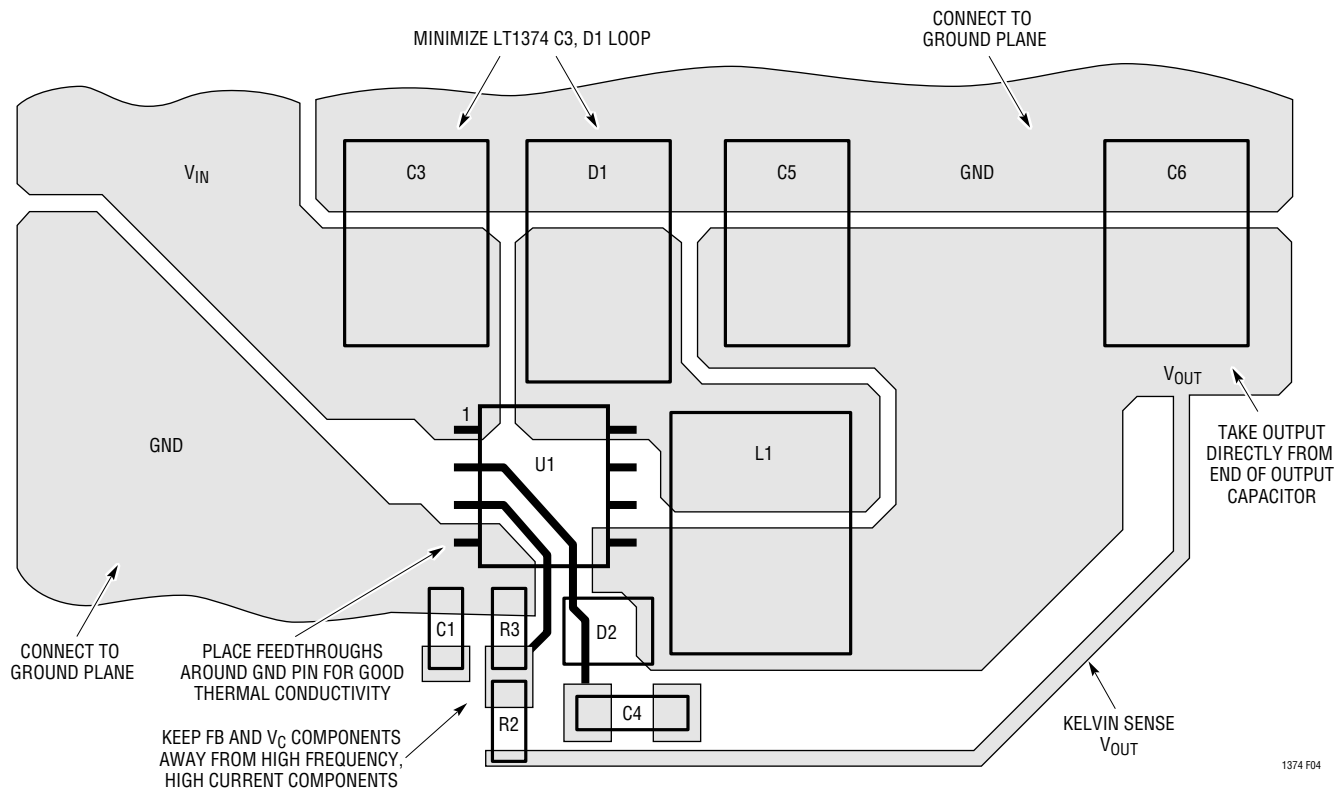 CONNECT TO
GROUND PLANE
MINIMIZE LT1374 C3, D1 LOOP
VIN
C3
D1
C5
GND
C6
VOUT
1
U1
L1
GND
TAKE OUTPUT
DIRECTLY FROM
END OF OUTPUT
CAPACITOR
CONNECT TO
GROUND PLANE
PLACE FEEDTHROUGHS
AROUND GND PIN FOR GOOD
THERMAL CONDUCTIVITY
C1
R3
D2
R2
C4
KEEP FB AND VC COMPONENTS
AWAY FROM HIGH FREQUENCY,
HIGH CURRENT COMPONENTS
KELVIN SENSE
VOUT
1374 F04